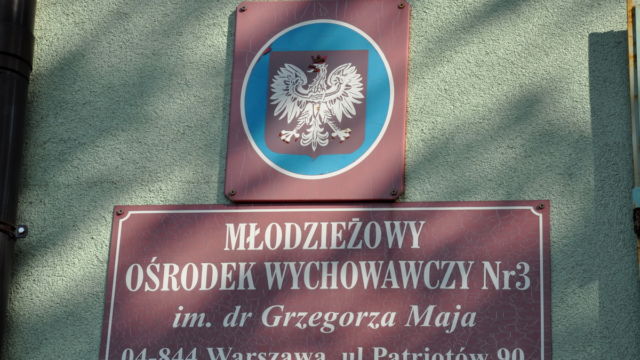 MŁODZIEŻOWY
OŚRODEK WYCHOWAWCZY Nr3
im. dr Grzegorza Maja
04-844 Warszawa, ul Patriotów 90